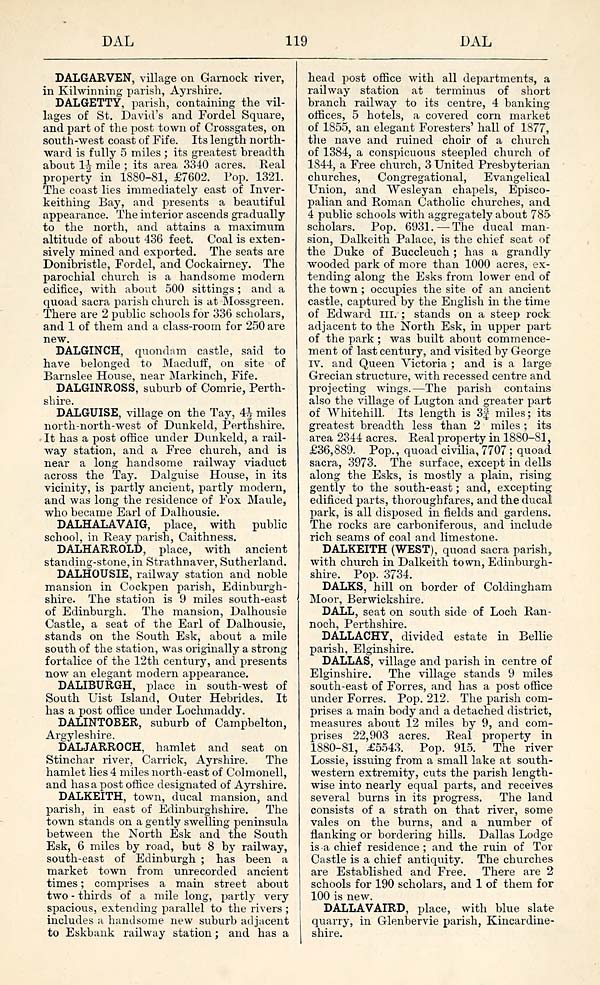 DAL 119 DAL
DALGARVEN, village on Garnock river,
in Kilwinning parish, Ayrshire.
DALGETTY, parish, containing the vil-
lages of St. David's and Fordel Square,
and part of the post town of Crossgates, on
south-west coast of Fife. Its length north-
ward is fully 5 miles; its greatest breadth
about 1½ mile; its area 3340 acres. Real
property in 1880-81, £7602. Pop. 1321.
The coast lies immediately east of Inver-
keithing Bay, and presents a beautiful
appearance. The interior ascends gradually
to the north, and attains a maximum
altitude of about 436 feet. Coal is exten-
sively mined and exported. The seats are
Donibristle, Fordel, and Cockairney. The
parochial church is a handsome modern
edifice, with about 500 sittings; and a
quoad sacra parish church is at Mossgreen.
There are 2 public schools for 336 scholars,
and 1 of them and a class-room for 250 are
new.
DALGINCH, quondam castle, said to
have belonged to Macduff, on site of
Barnslee House, near Markinch, Fife.
DALGINROSS, suburb of Comrie, Perth-
shire.
DALGUISE, village on the Tay, 4½ miles
north-north-west of Dunkeld, Perthshire.
It has a post office under Dunkeld, a rail-
way station, and a Free church, and is
near a long handsome railway viaduct
across the Tay. Dalguise House, in its
vicinity, is partly ancient, partly modern,
and was long the residence of Fox Maule,
who became Earl of Dalhousie.
DALHALAVAIG, place, with public
school, in Reay parish, Caithness.
DALHARROLD, place, with ancient
standing-stone, in Strathnaver, Sutherland.
DALHOUSIE, railway station and noble
mansion in Cockpen parish, Edinburgh-
shire. The station is 9 miles south-east
of Edinburgh. The mansion, Dalhousie
Castle, a seat of the Earl of Dalhousie,
stands on the South Esk, about a mile
south of the station, was originally a strong
fortalice of the 12th century, and presents
now an elegant modern appearance.
DALIBURGH, place in south-west of
South Uist Island, Outer Hebrides. It
has a post office under Lochmaddy.
DALINTOBER, suburb of Campbelton,
Argyleshire.
DALJARROCH, hamlet and seat on
Stinchar river, Carrick, Ayrshire. The
hamlet lies 4 miles north-east of Colmonell,
and has a post office designated of Ayrshire.
DALKEITH, town, ducal mansion, and
parish, in east of Edinburghshire. The
town stands on a gently swelling peninsula
between the North Esk and the South
Esk, 6 miles by road, but 8 by railway,
south-east of Edinburgh; has been a
market town from unrecorded ancient
times; comprises a main street about
two-thirds of a mile long, partly very
spacious, extending parallel to the rivers;
includes a handsome new suburb adjacent
to Eskbank railway station; and has a
head post office with all departments, a
railway station at terminus of short
branch railway to its centre, 4 banking
offices, 5 hotels, a covered corn market
of 1855, an elegant Foresters' hall of 1877,
the nave and ruined choir of a church
of 1384, a conspicuous steepled church of
1844, a Free church, 3 United Presbyterian
churches, Congregational, Evangelical
Union, and Wesleyan chapels, Episco-
palian and Roman Catholic churches, and
4 public schools with aggregately about 785
scholars. Pop. 6931.—The ducal man-
sion, Dalkeith Palace, is the chief seat of
the Duke of Buccleuch; has a grandly
wooded park of more than 1000 acres, ex-
tending along the Esks from lower end of
the town; occupies the site of an ancient
castle, captured by the English in the time
of Edward III.; stands on a steep rock
adjacent to the North Esk, in upper part
of the park; was built about commence-
ment of last century, and visited by George
IV. and Queen Victoria; and is a large
Grecian structure, with recessed centre and
projecting wings.—The parish contains
also the village of Lugton and greater part
of Whitehill. Its length is 3¾ miles; its
greatest breadth less than 2 miles; its
area 2344 acres. Real property in 1880-81,
£36,889. Pop., quoad civilia, 7707; quoad
sacra, 3973. The surface, except in dells
along the Esks, is mostly a plain, rising
gently to the south-east; and, excepting
edificed parts, thoroughfares, and the ducal
park, is all disposed in fields and gardens.
The rocks are carboniferous, and include
rich seams of coal and limestone.
DALKEITH (WEST), quoad sacra parish,
with church in Dalkeith town, Edinburgh-
shire. Pop. 3734.
DALKS, hill on border of Coldingham
Moor, Berwickshire.
DALL, seat on south side of Loch Ran-
noch, Perthshire.
DALLACHY, divided estate in Bellie
parish, Elginshire.
DALLAS, village and parish in centre of
Elginshire. The village stands 9 miles
south-east of Forres, and has a post office
under Forres. Pop. 212. The parish com-
prises a main body and a detached district,
measures about 12 miles by 9, and com-
prises 22,903 acres. Real property in
1880-81, £5543. Pop. 915. The river
Lossie, issuing from a small lake at south-
western extremity, cuts the parish length-
wise into nearly equal parts, and receives
several burns in its progress. The land
consists of a strath on that river, some
vales on the burns, and a number of
flanking or bordering hills. Dallas Lodge
is a chief residence; and the ruin of Tor
Castle is a chief antiquity. The churches
are Established and Free. There are 2
schools for 190 scholars, and 1 of them for
100 is new.
DALLAVAIRD, place, with blue slate
quarry, in Glenbervie parish, Kincardine-
shire.